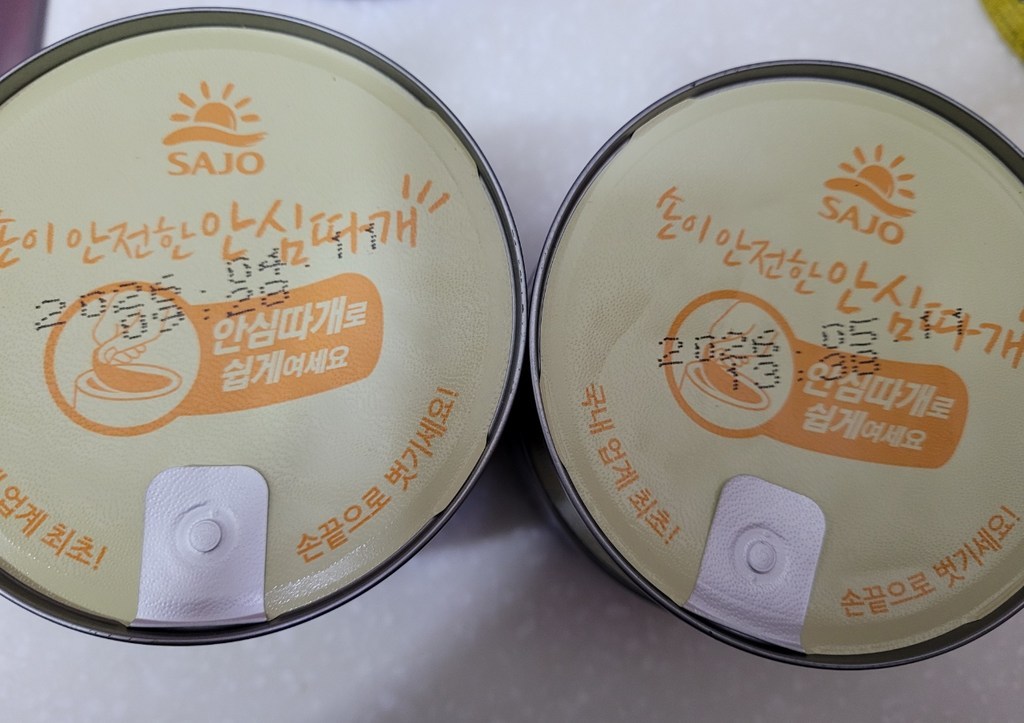 SAJO
손이 안전한 안심따개
안심따개로
쉽게여세요
업계 최초!
손끝으로 벗기세요!
SAJO
손이 안전한 안심따개
안심따개로
쉽게여세요
국내 업계 최초!
손끝으로 벗기세요!